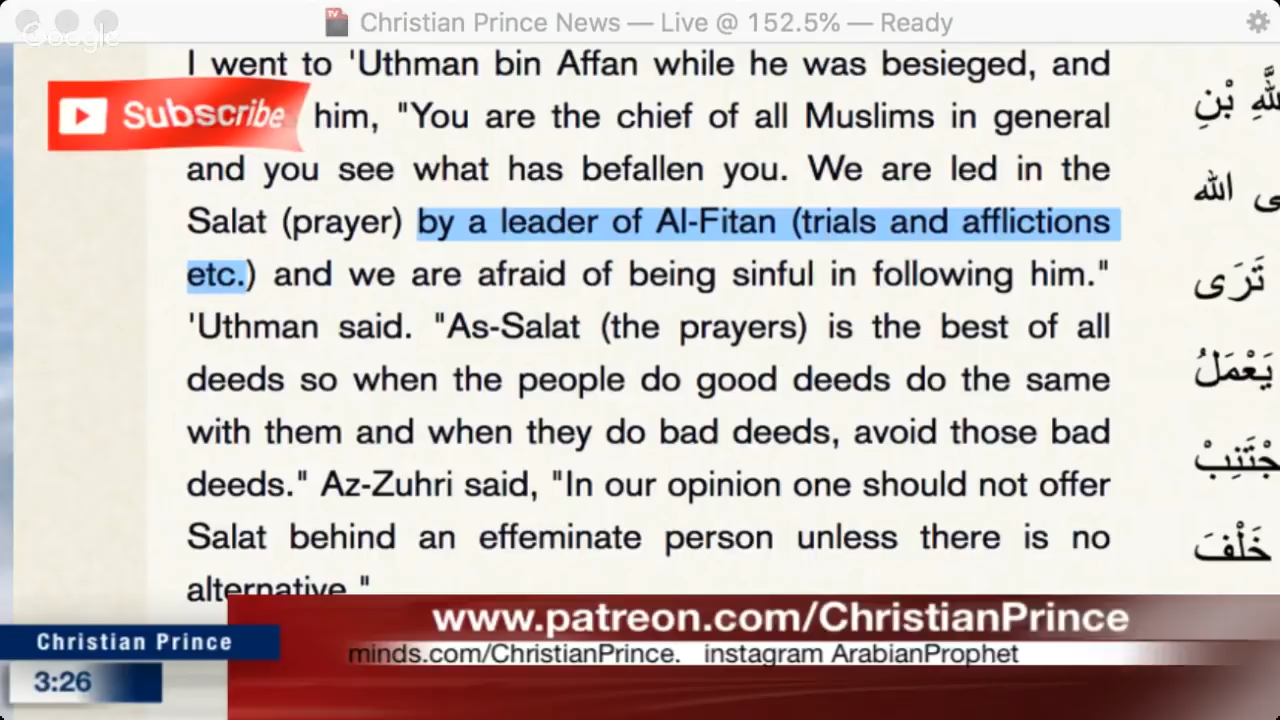 Christian Prince News — Live @ 152.5% — Ready
Google
I went to 'Uthman bin Affan while he was besieged, and
Subscribe
him, "You are the chief of all Muslims in general
and you see what has befallen you. We are led in the
Salat (prayer) by a leader of Al-Fitan (trials and afflictions
etc.) and we are afraid of being sinful in following him."
'Uthman said. "As-Salat (the prayers) is the best of all
deeds so when the people do good deeds do the same
with them and when they do bad deeds, avoid those bad
deeds." Az-Zuhri said, "In our opinion one should not offer
Salat behind an effeminate person unless there is no
alternative."
اللَّهِ بْنِ
ى الله
تَرَى
يَعْمَلُ
جْتَنِبْ
خَلْفَ
www.patreon.com/ChristianPrince
Christian Prince
minds.com/ChristianPrince. instagram ArabianProphet
3:26